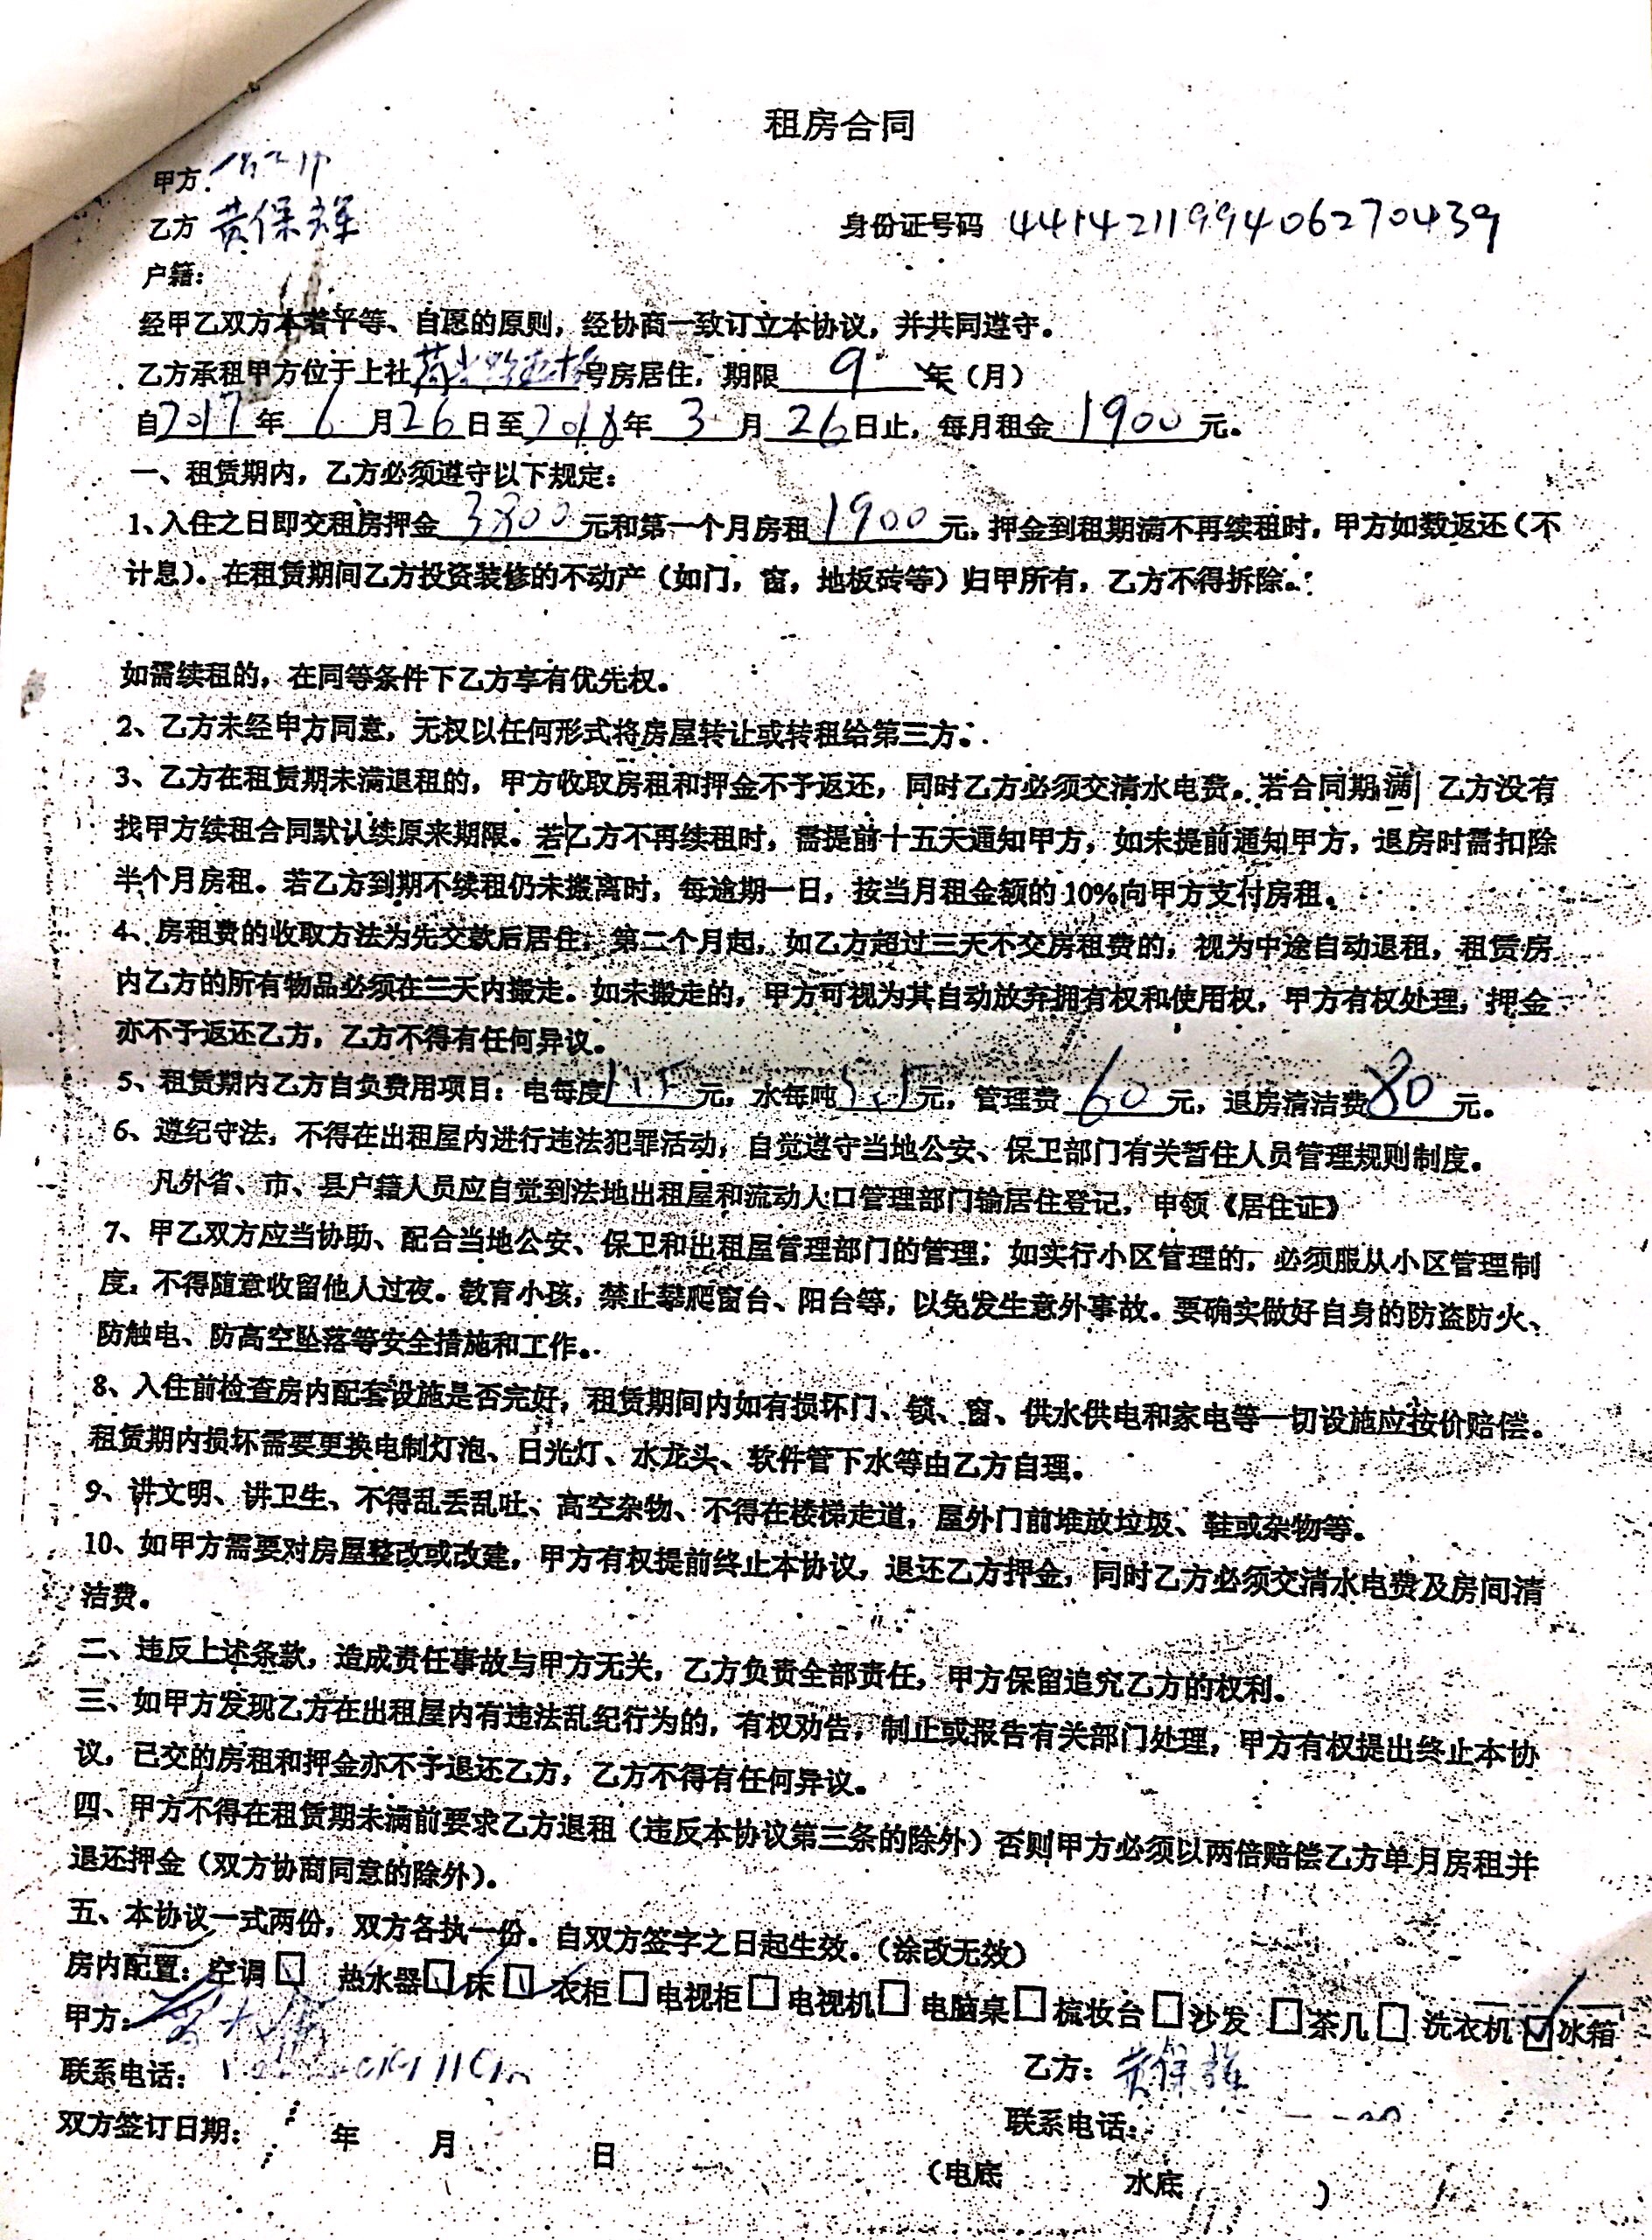 租房合同
甲方:
乙方 黄保辉 身份证号码 441421199406270439
户籍:
经甲乙双方本着平等、自愿的原则，经协商一致订立本协议，并共同遵守。
乙方承租甲方位于上社 号房居住，期限 9 年（月）
自2017年 6 月26日至2018年 3 月 26日止，每月租金 1900 元。
一、租赁期内，乙方必须遵守以下规定：
1、入住之日即交租房押金 3800 元和第一个月房租 1900 元，押金到租期满不再续租时，甲方如数返还（不
计息）。在租赁期间乙方投资装修的不动产（如门，窗，地板砖等）归甲所有，乙方不得拆除。
如需续租的，在同等条件下乙方享有优先权。
2、乙方未经甲方同意，无权以任何形式将房屋转让或转租给第三方。
3、乙方在租赁期未满退租的，甲方收取房租和押金不予返还，同时乙方必须交清水电费。若合同期满 乙方没有
找甲方续租合同默认续原来期限。若乙方不再续租时，需提前十五天通知甲方，如未提前通知甲方，退房时需扣除
半个月房租。若乙方到期不续租仍未搬离时，每逾期一日，按当月租金额的10%向甲方支付房租。
4、房租费的收取方法为先交款后居住；第二个月起，如乙方超过三天不交房租费的，视为中途自动退租，租赁房
内乙方的所有物品必须在三天内搬走。如未搬走的，甲方可视为其自动放弃拥有权和使用权，甲方有权处理，押金
亦不予返还乙方，乙方不得有任何异议。
5、租赁期内乙方自负费用项目：电每度 元，水每吨 元，管理费 60 元，退房清洁费 80 元。
6、遵纪守法，不得在出租屋内进行违法犯罪活动，自觉遵守当地公安、保卫部门有关暂住人员管理规则制度。
凡外省、市、县户籍人员应自觉到法地出租屋和流动人口管理部门输居住登记，申领《居住证》
7、甲乙双方应当协助、配合当地公安、保卫和出租屋管理部门的管理；如实行小区管理的，必须服从小区管理制
度，不得随意收留他人过夜。教育小孩，禁止攀爬窗台、阳台等，以免发生意外事故。要确实做好自身的防盗防火、
防触电、防高空坠落等安全措施和工作。
8、入住前检查房内配套设施是否完好，租赁期间内如有损坏门、锁、窗、供水供电和家电等一切设施应按价赔偿。
租赁期内损坏需要更换电制灯泡、日光灯、水龙头、软件管下水等由乙方自理。
9、讲文明、讲卫生、不得乱丢乱吐、高空杂物、不得在楼梯走道，屋外门前堆放垃圾、鞋或杂物等。
10、如甲方需要对房屋整改或改建，甲方有权提前终止本协议，退还乙方押金，同时乙方必须交清水电费及房间清
洁费。
二、违反上述条款，造成责任事故与甲方无关，乙方负责全部责任，甲方保留追究乙方的权利。
三、如甲方发现乙方在出租屋内有违法乱纪行为的，有权劝告，制止或报告有关部门处理，甲方有权提出终止本协
议，已交的房租和押金亦不予退还乙方，乙方不得有任何异议。
四、甲方不得在租赁期未满前要求乙方退租（违反本协议第三条的除外）否则甲方必须以两倍赔偿乙方单月房租并
退还押金（双方协商同意的除外）。
五、本协议一式两份，双方各执一份。自双方签字之日起生效。（涂改无效）
房内配置：空调□ 热水器□ 床□ 衣柜□ 电视柜□ 电视机□ 电脑桌□ 梳妆台□ 沙发 □茶几□ 洗衣机☑冰箱
甲方:
乙方：黄保辉
联系电话：
联系电话：
双方签订日期： 年 月 日
（电底 水底 ）